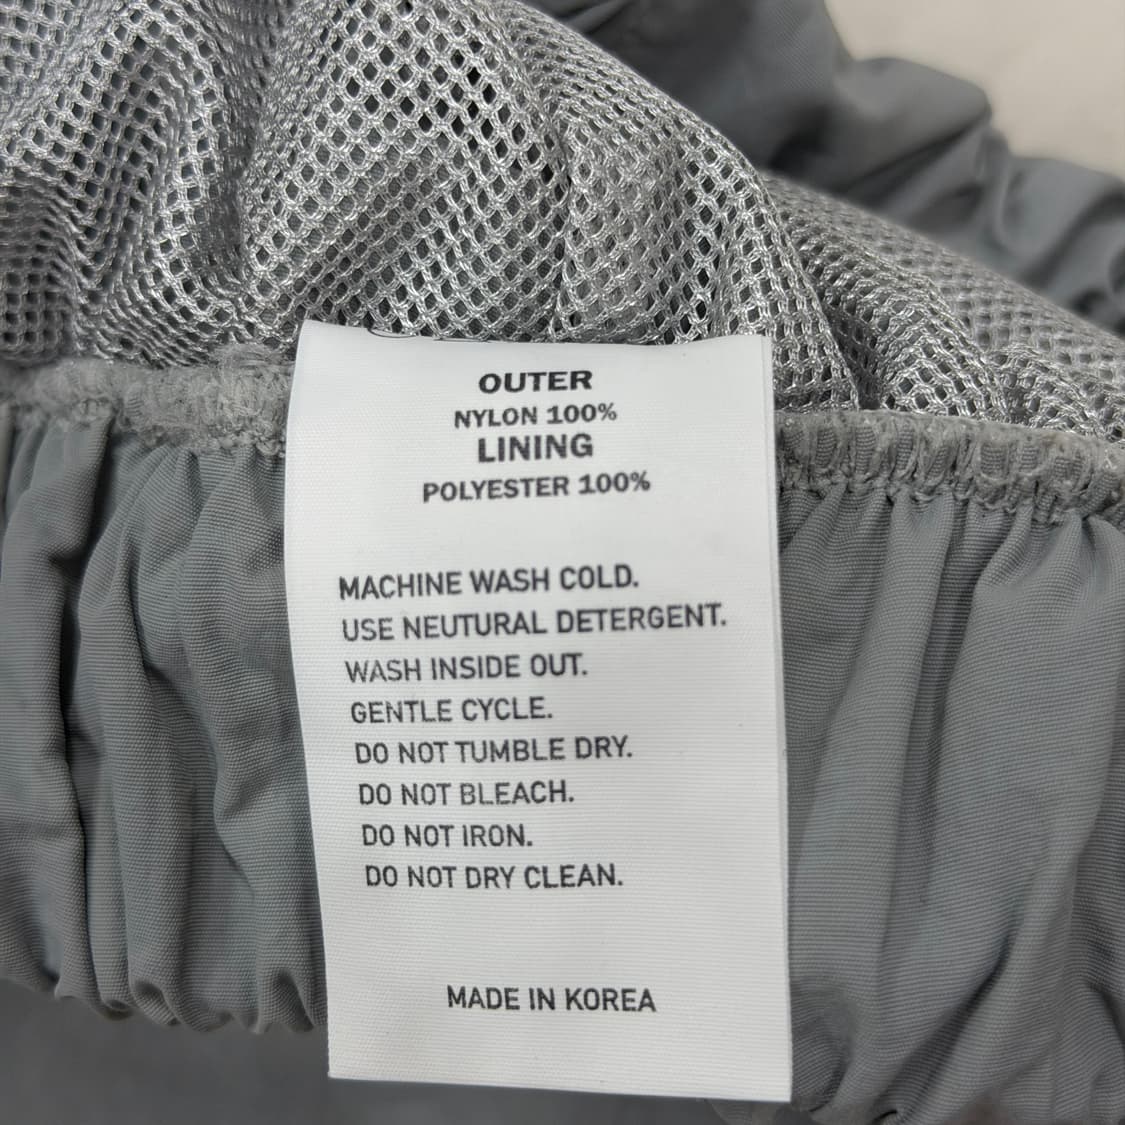 OUTER
NYLON 100%
LINING
POLYESTER 100%
MACHINE WASH COLD.
USE NEUTURAL DETERGENT.
WASH INSIDE OUT.
GENTLE CYCLE.
DO NOT TUMBLE DRY.
DO NOT BLEACH.
DO NOT IRON.
DO NOT DRY CLEAN.
MADE IN KOREA